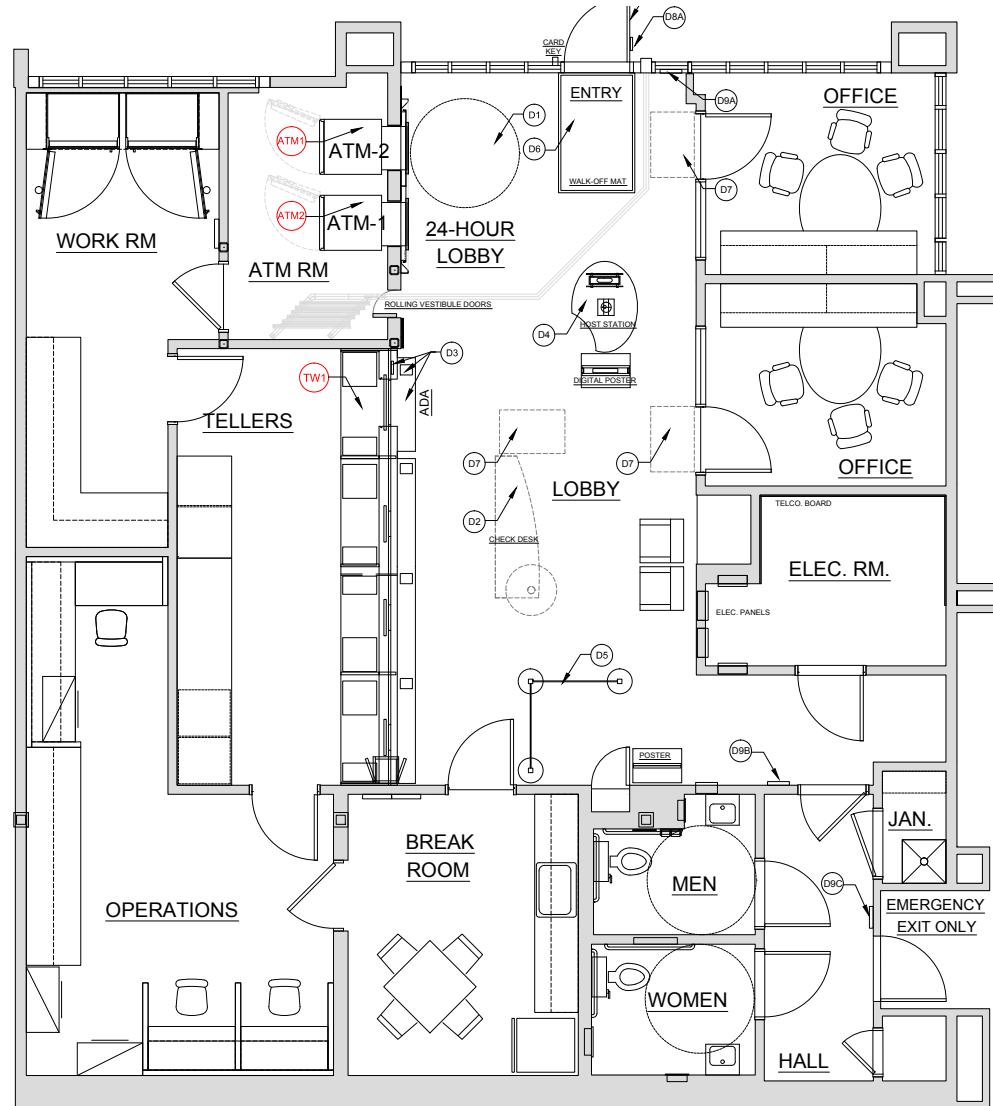 D8A
CARD
KEY
ENTRY
D9A
OFFICE
D1
ATM1
ATM-2
D6
WALK-OFF MAT
D7
ATM2
ATM-1
24-HOUR
LOBBY
WORK RM
ATM RM
ROLLING VESTIBULE DOORS
HOST STATION
D4
D3
TW1
DIGITAL POSTER
ADA
TELLERS
D7
D7
OFFICE
LOBBY
TELCO. BOARD
D2
CHECK DESK
ELEC. RM.
ELEC. PANELS
D5
POSTER
D9B
JAN.
BREAK
ROOM
MEN
D9C
EMERGENCY
EXIT ONLY
OPERATIONS
WOMEN
HALL